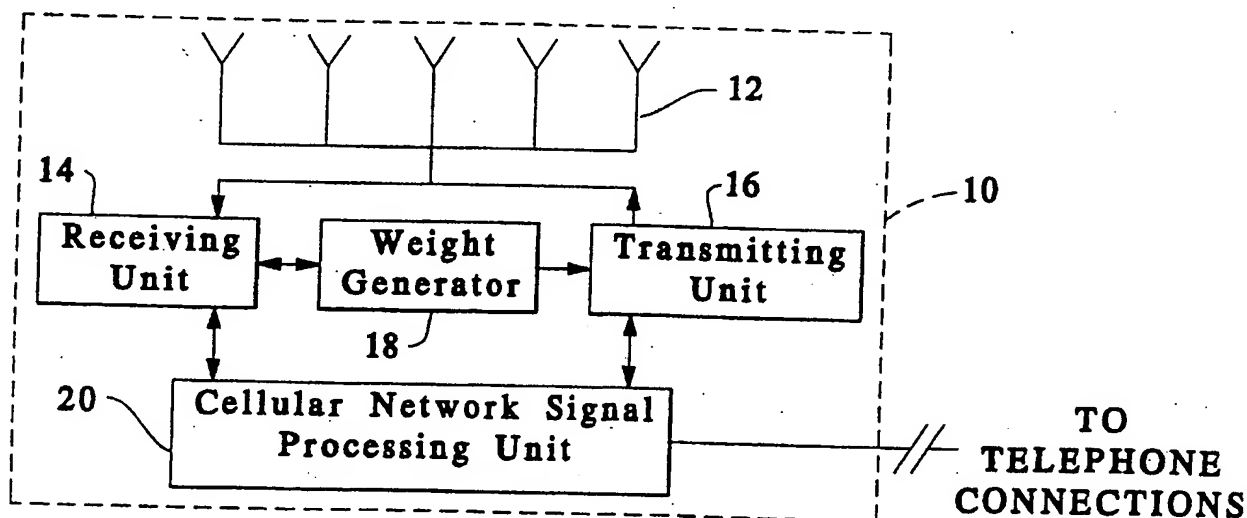 12
14
16
10
Receiving
Unit
Weight
Generator
Transmitting
Unit
18
20
Cellular Network Signal
Processing Unit
TO
TELEPHONE
CONNECTIONS